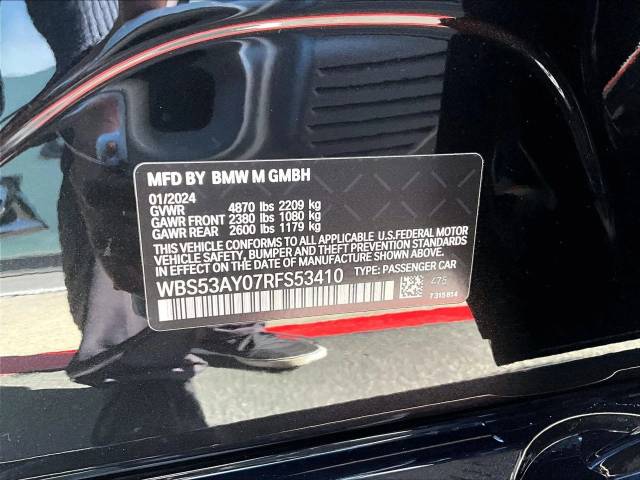 MFD BY BMW M GMBH
01/2024
GVWR 4870 lbs 2209 kg
GAWR FRONT 2380 lbs 1080 kg
GAWR REAR 2600 lbs 1179 kg
THIS VEHICLE CONFORMS TO ALL APPLICABLE U.S.FEDERAL MOTOR
VEHICLE SAFETY, BUMPER AND THEFT PREVENTION STANDARDS
IN EFFECT ON THE DATE OF MANUFACTURE SHOWN ABOVE.
WBS53AY07RFS53410 TYPE: PASSENGER CAR
475
7315814